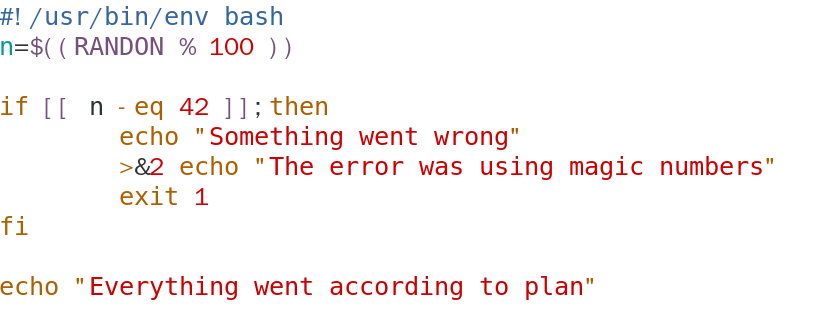 #!/usr/bin/env bash
n=$((RANDON % 100 ))

if [[ n -eq 42 ]];then
        echo "Something went wrong"
        >&2 echo "The error was using magic numbers"
        exit 1
fi

echo "Everything went according to plan"